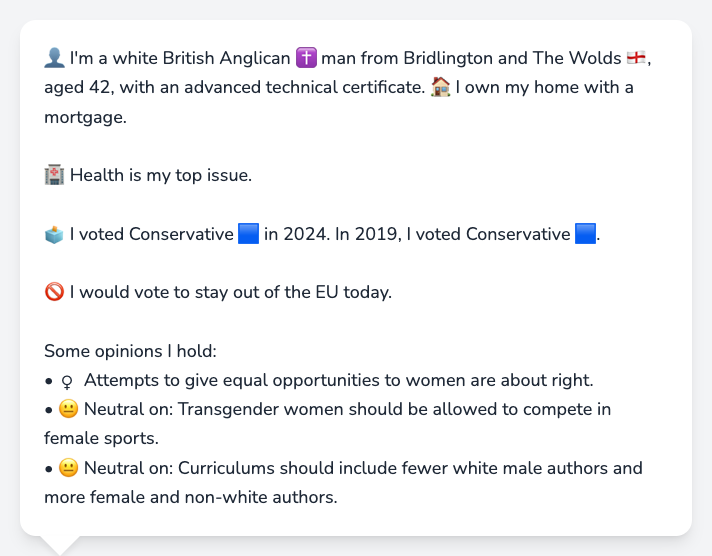 👤 I'm a white British Anglican ✝️ man from Bridlington and The Wolds 🏴󠁧󠁢󠁥󠁮󠁧󠁿,
aged 42, with an advanced technical certificate. 🏠 I own my home with a
mortgage.
🏥 Health is my top issue.
🗳️ I voted Conservative 🟦 in 2024. In 2019, I voted Conservative 🟦.
🚫 I would vote to stay out of the EU today.
Some opinions I hold:
• ♀ Attempts to give equal opportunities to women are about right.
• 😐 Neutral on: Transgender women should be allowed to compete in
female sports.
• 😐 Neutral on: Curriculums should include fewer white male authors and
more female and non-white authors.